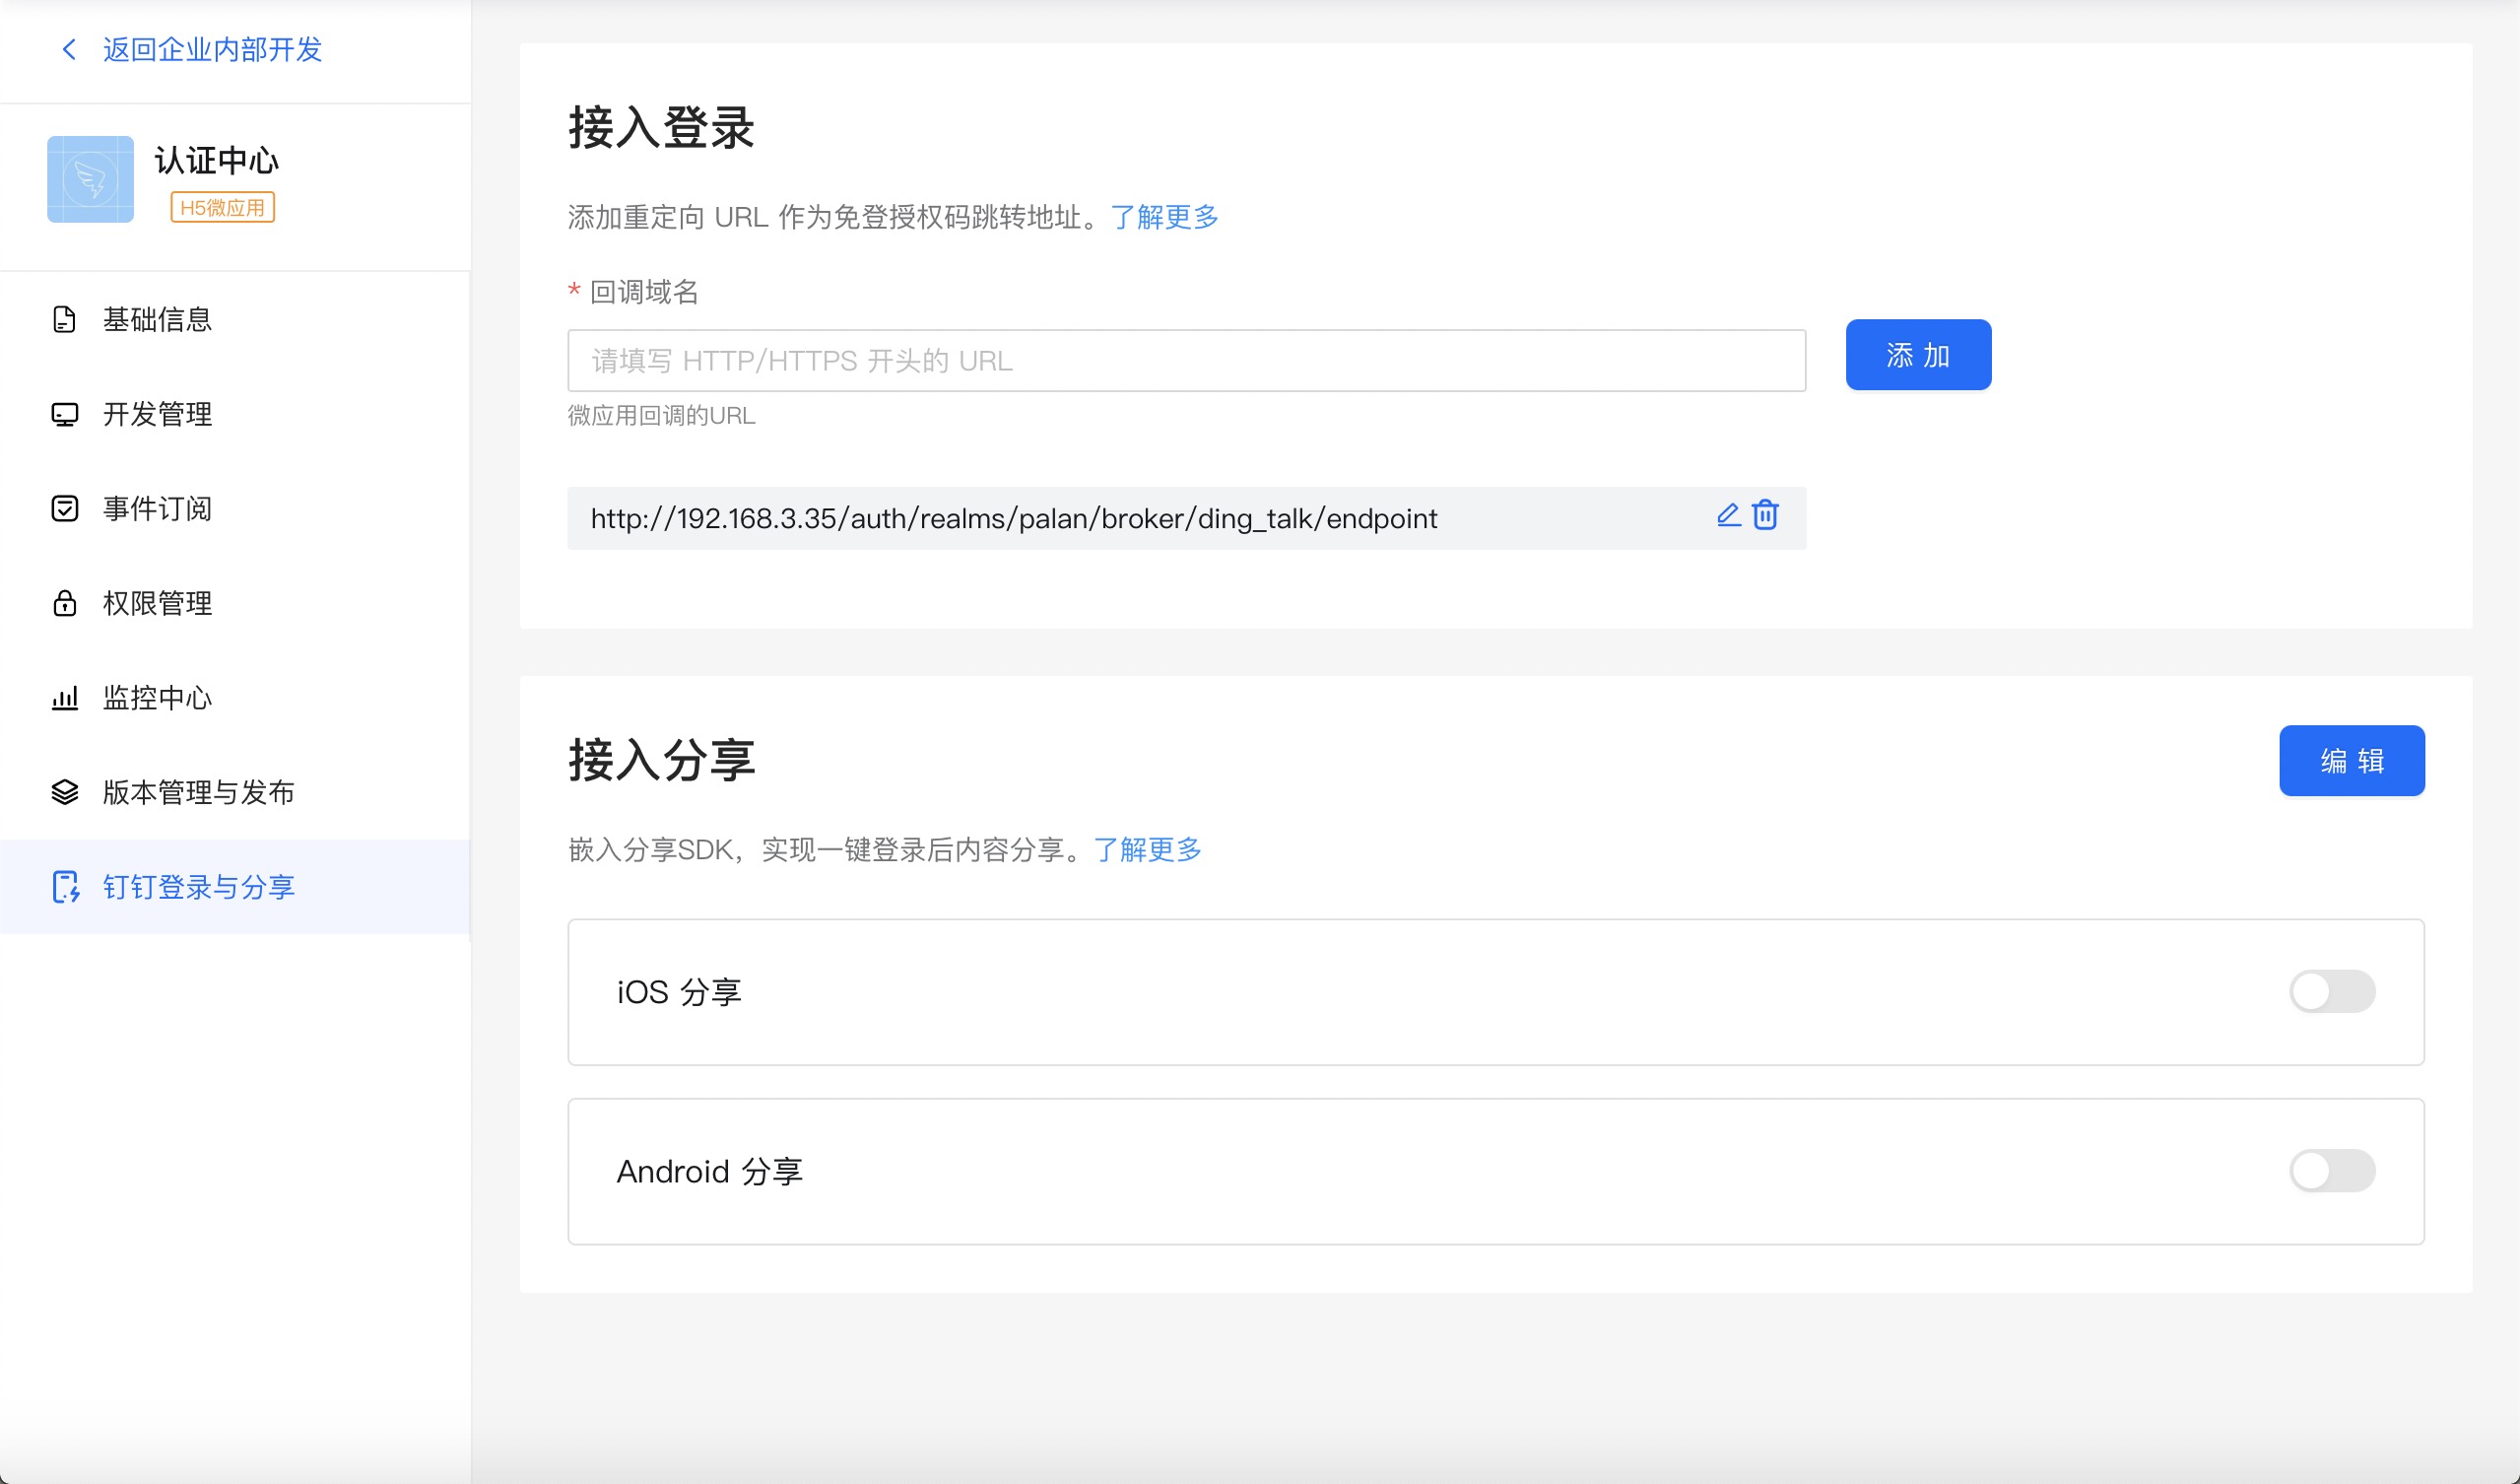 返回企业内部开发
认证中心
H5微应用
基础信息
开发管理
事件订阅
权限管理
监控中心
版本管理与发布
钉钉登录与分享
接入登录
添加重定向 URL 作为免登授权码跳转地址。了解更多
* 回调域名
请填写 HTTP/HTTPS 开头的 URL
添 加
微应用回调的URL
http://192.168.3.35/auth/realms/palan/broker/ding_talk/endpoint
接入分享
编 辑
嵌入分享SDK，实现一键登录后内容分享。了解更多
iOS 分享
Android 分享